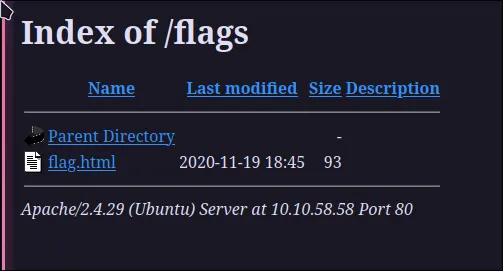 Index of /flags
Name Last modified Size Description
Parent Directory -
flag.html 2020-11-19 18:45 93
Apache/2.4.29 (Ubuntu) Server at 10.10.58.58 Port 80